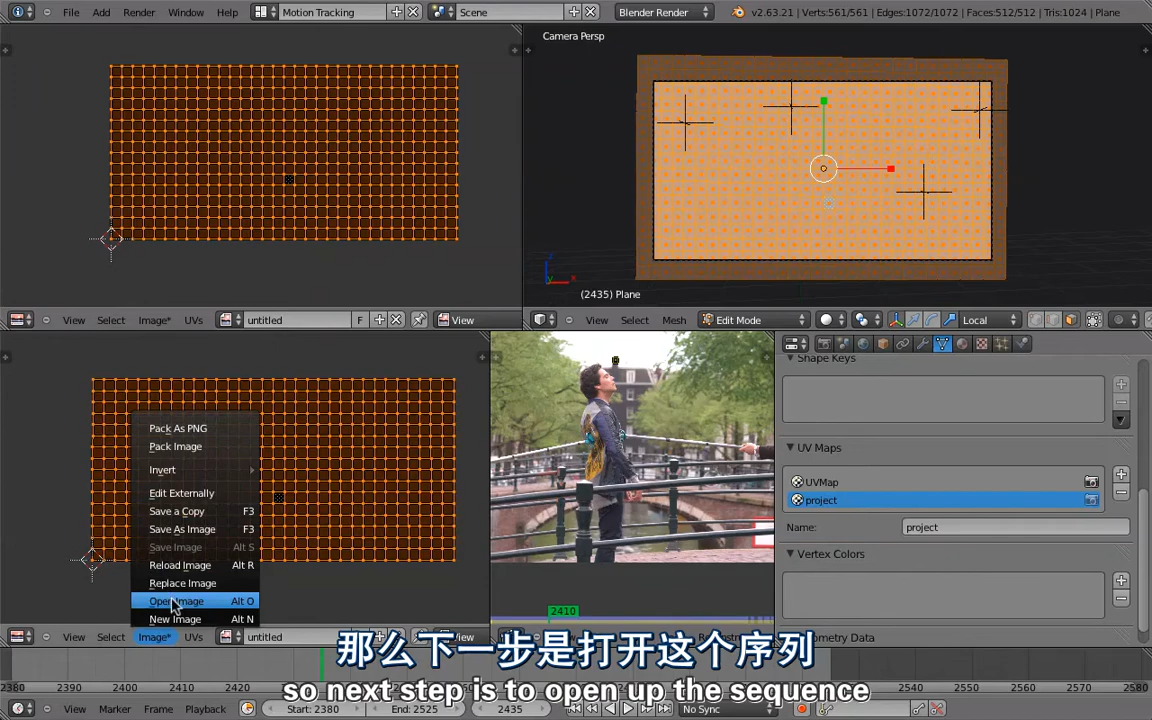 File Add Render Window Help Motion Tracking Scene Blender Render v2.63.21 | Verts:561/561 | Edges:1072/1072 | Faces:512/512 | Tris:1024 | Plane
Camera Persp
(2435) Plane
View Select Image* UVs untitled F View
View Select Mesh Edit Mode Local
Shape Keys
UV Maps
UVMap
project
Name: project
Vertex Colors
Pack As PNG
Pack Image
Invert
Edit Externally
Save a Copy F3
Save As Image F3
Save Image Alt S
Reload Image Alt R
Replace Image
Open Image Alt O
New Image Alt N
2410
View Select Image* UVs untitled View
那么下一步是打开这个序列
so next step is to open up the sequence
2380 2390 2400 2540 2550 2560
View Marker Frame Playback Start: 2380 End: 2525 2435 No Sync